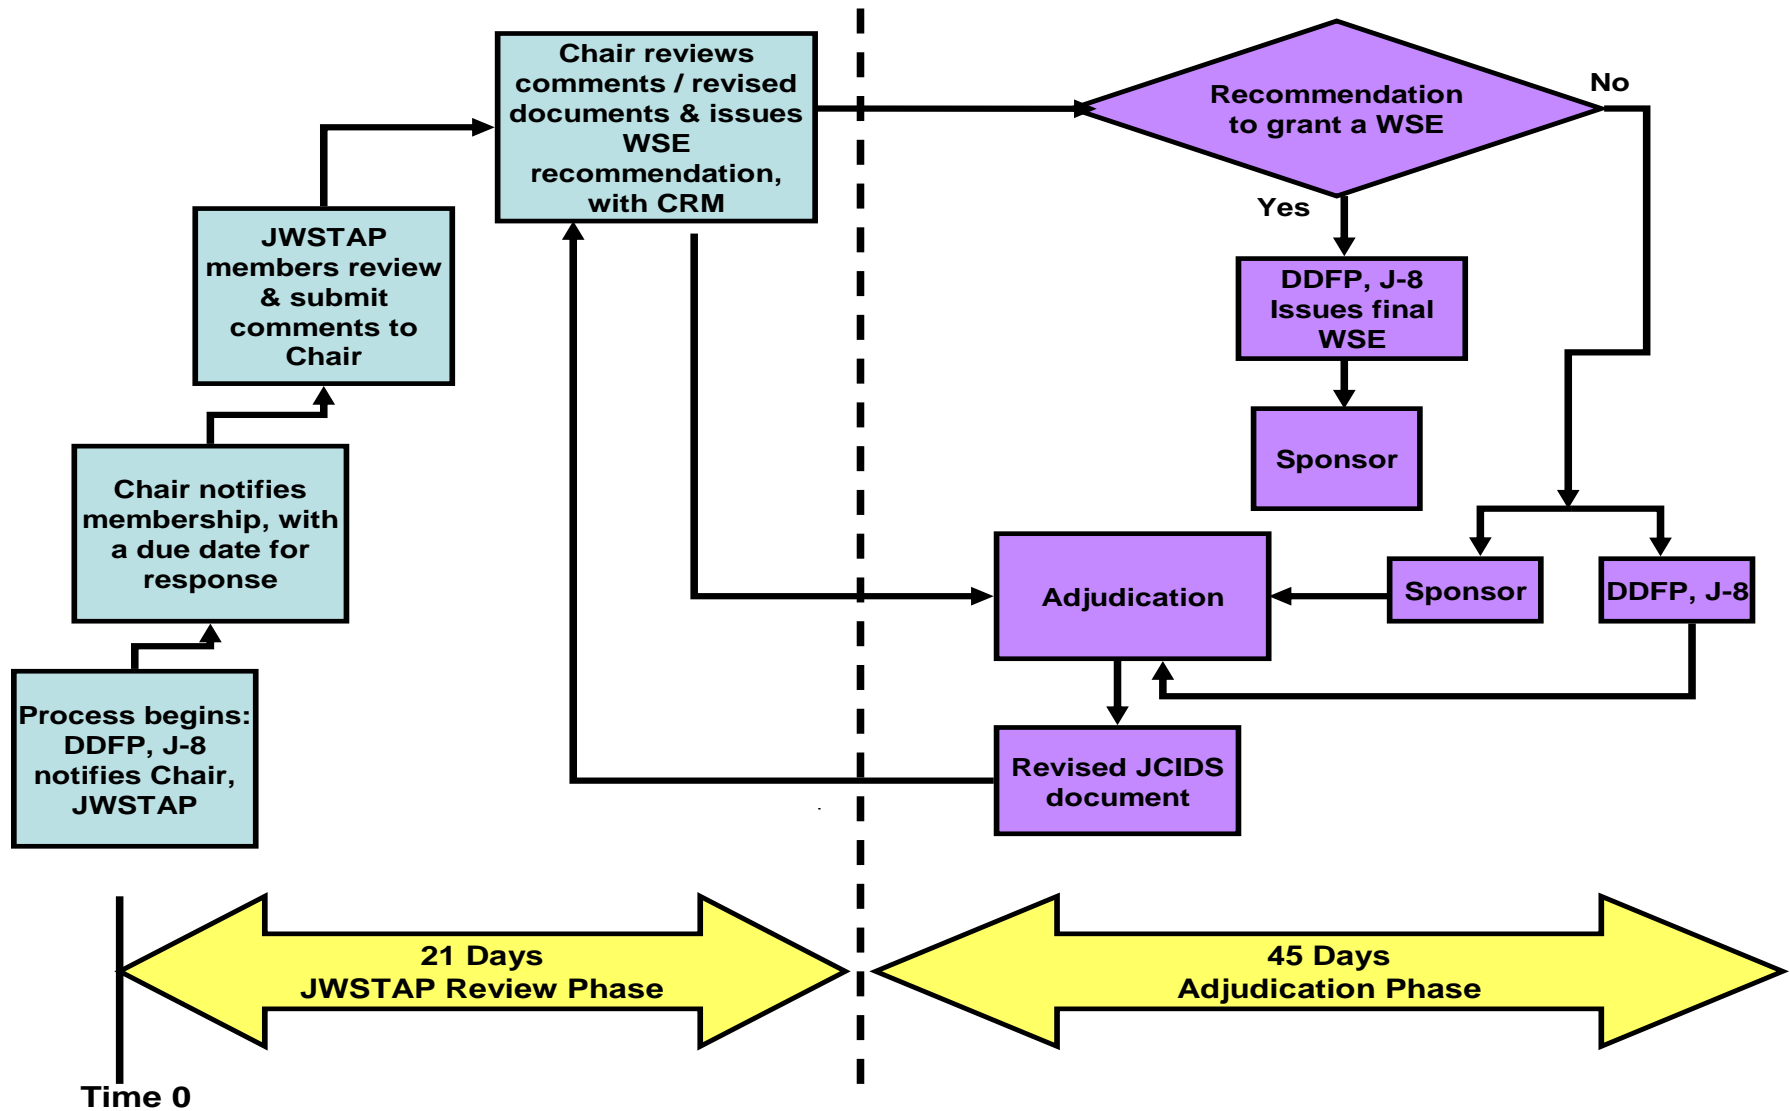 Chair reviews
comments / revised
documents & issues
WSE
recommendation,
with CRM
Recommendation
to grant a WSE
No
Yes
JWSTAP
members review
& submit
comments to
Chair
DDFP, J-8
Issues final
WSE
Sponsor
Chair notifies
membership, with
a due date for
response
Adjudication
Sponsor
DDFP, J-8
Process begins:
DDFP, J-8
notifies Chair,
JWSTAP
Revised JCIDS
document
21 Days
JWSTAP Review Phase
45 Days
Adjudication Phase
Time 0